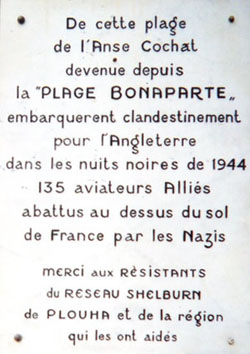 De cette plage
de l'Anse Cochat
devenue depuis
la "PLAGE BONAPARTE„
embarquerent clandestinement
pour l'Angleterre
dans les nuits noires de 1944
135 aviateurs Alliés
abattus au dessus du sol
de France par les Nazis
MERCI aux RÉSISTANTS
du RESEAU SHELBURN
de PLOUHA et de la région
qui les ont aidés